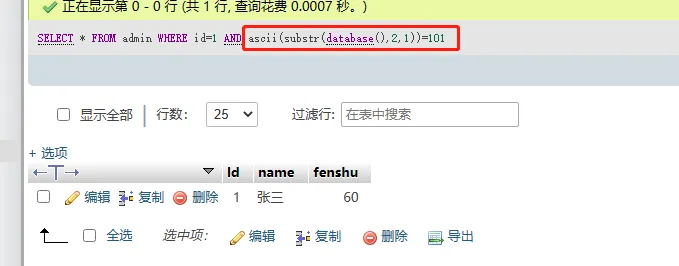 正在显示第 0 - 0 行 (共 1 行, 查询花费 0.0007 秒。)
SELECT * FROM admin WHERE id=1 AND ascii(substr(database(),2,1))=101
显示全部 行数: 25 过滤行: 在表中搜索
+ 选项
←T→ Id name fenshu
编辑 复制 删除 1 张三 60
全选 选中项: 编辑 复制 删除 导出